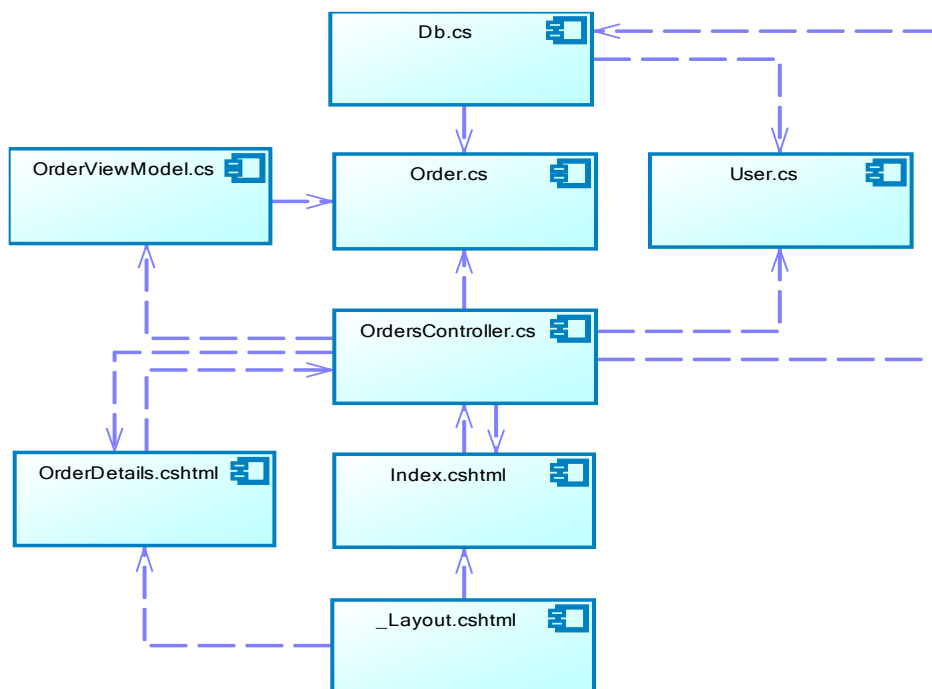 Db.cs
OrderViewModel.cs
Order.cs
User.cs
OrdersController.cs
OrderDetails.cshtml
Index.cshtml
_Layout.cshtml